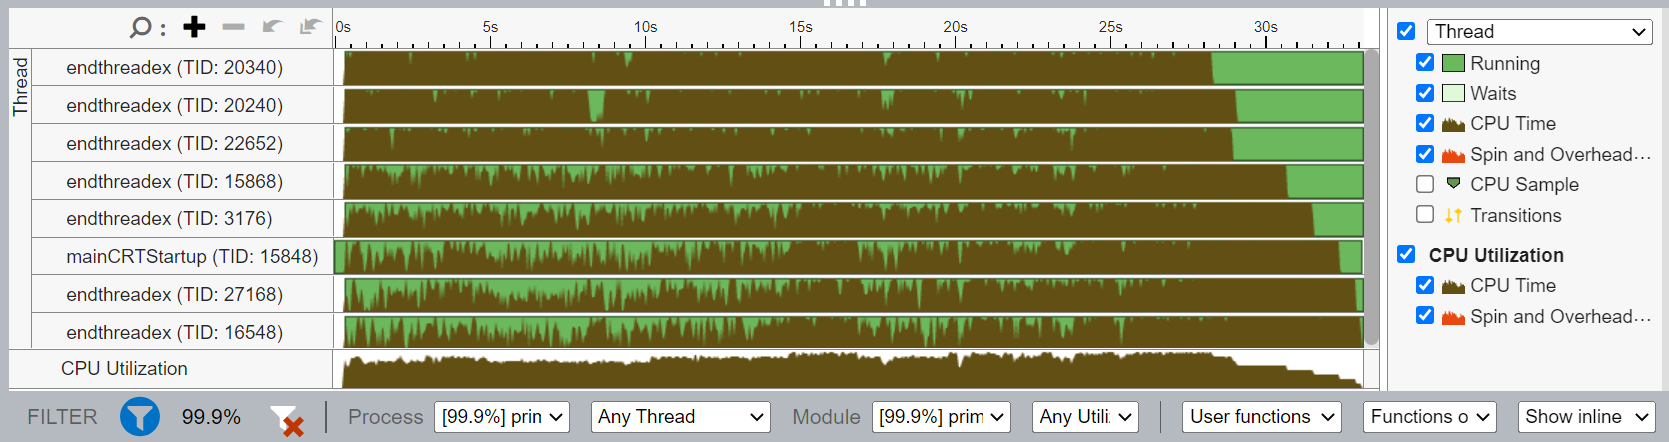 0s 5s 10s 15s 20s 25s 30s
Thread
endthreadex (TID: 20340)
endthreadex (TID: 20240)
endthreadex (TID: 22652)
endthreadex (TID: 15868)
endthreadex (TID: 3176)
mainCRTStartup (TID: 15848)
endthreadex (TID: 27168)
endthreadex (TID: 16548)
CPU Utilization
Thread
Running
Waits
CPU Time
Spin and Overhead...
CPU Sample
Transitions
CPU Utilization
CPU Time
Spin and Overhead...
FILTER 99.9% Process [99.9%] prin Any Thread Module [99.9%] prim Any Utili: User functions Functions o Show inline